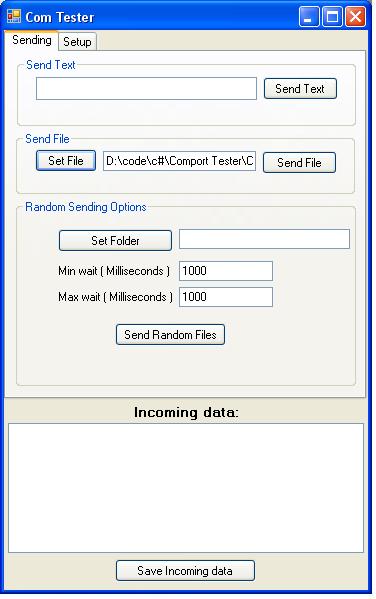 Com Tester
Sending Setup
Send Text
Send Text
Send File
Set File D:\code\c#\Comport Tester\C Send File
Random Sending Options
Set Folder
Min wait ( Milliseconds ) 1000
Max wait ( Milliseconds ) 1000
Send Random Files
Incoming data:
Save Incoming data